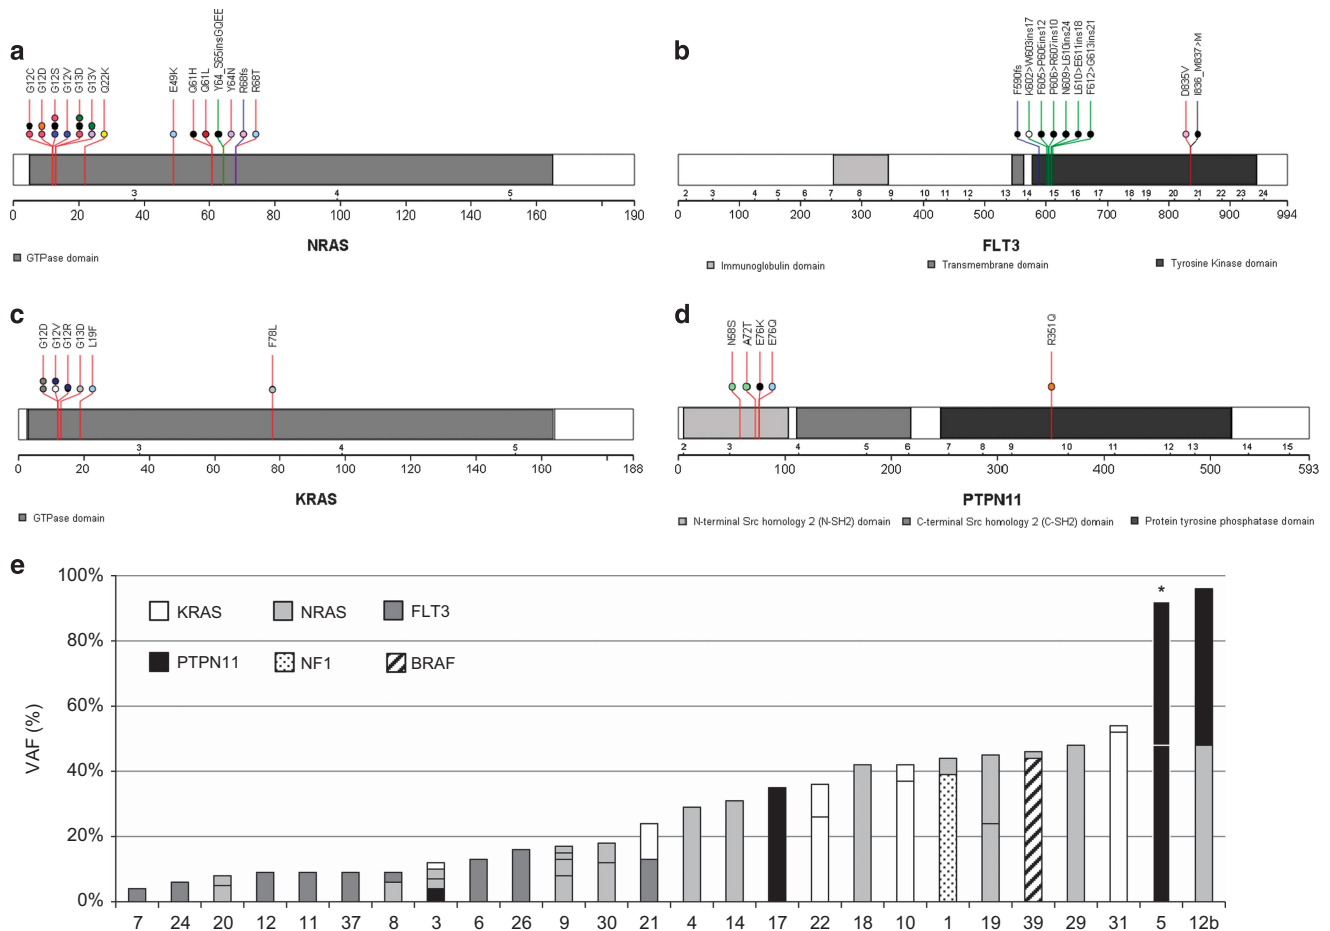 a
G12C G12D G12S G12V G13D G13V Q22K E49K Q61H Q61L Y64_S65insGQEE Y64N R68fs R68T
3 4 5
0 20 40 60 80 100 120 140 160 190
NRAS
GTPase domain
b
F590fs K602>W603ins17 F605>P606ins12 P606>R607ins10 N609>L610ins24 L610>E611ins18 F612>G613ins21 D835V I836_M837>M
2 3 4 5 6 7 8 9 10 11 12 13 14 15 16 17 18 19 20 21 22 23 24
0 100 200 300 400 500 600 700 800 900 994
FLT3
Immunoglobulin domain Transmembrane domain Tyrosine Kinase domain
c
G12D G12V G12R G13D L19F F78L
3 4 5
0 20 40 60 80 100 120 140 160 188
KRAS
GTPase domain
d
N58S A72T E76K E76Q R351Q
2 3 4 5 6 7 8 9 10 11 12 13 14 15
0 100 200 300 400 500 593
PTPN11
N-terminal Src homology 2 (N-SH2) domain C-terminal Src homology 2 (C-SH2) domain Protein tyrosine phosphatase domain
e
VAF (%)
100%
80%
60%
40%
20%
0%
KRAS NRAS FLT3
PTPN11 NF1 BRAF
*
7 24 20 12 11 37 8 3 6 26 9 30 21 4 14 17 22 18 10 1 19 39 29 31 5 12b